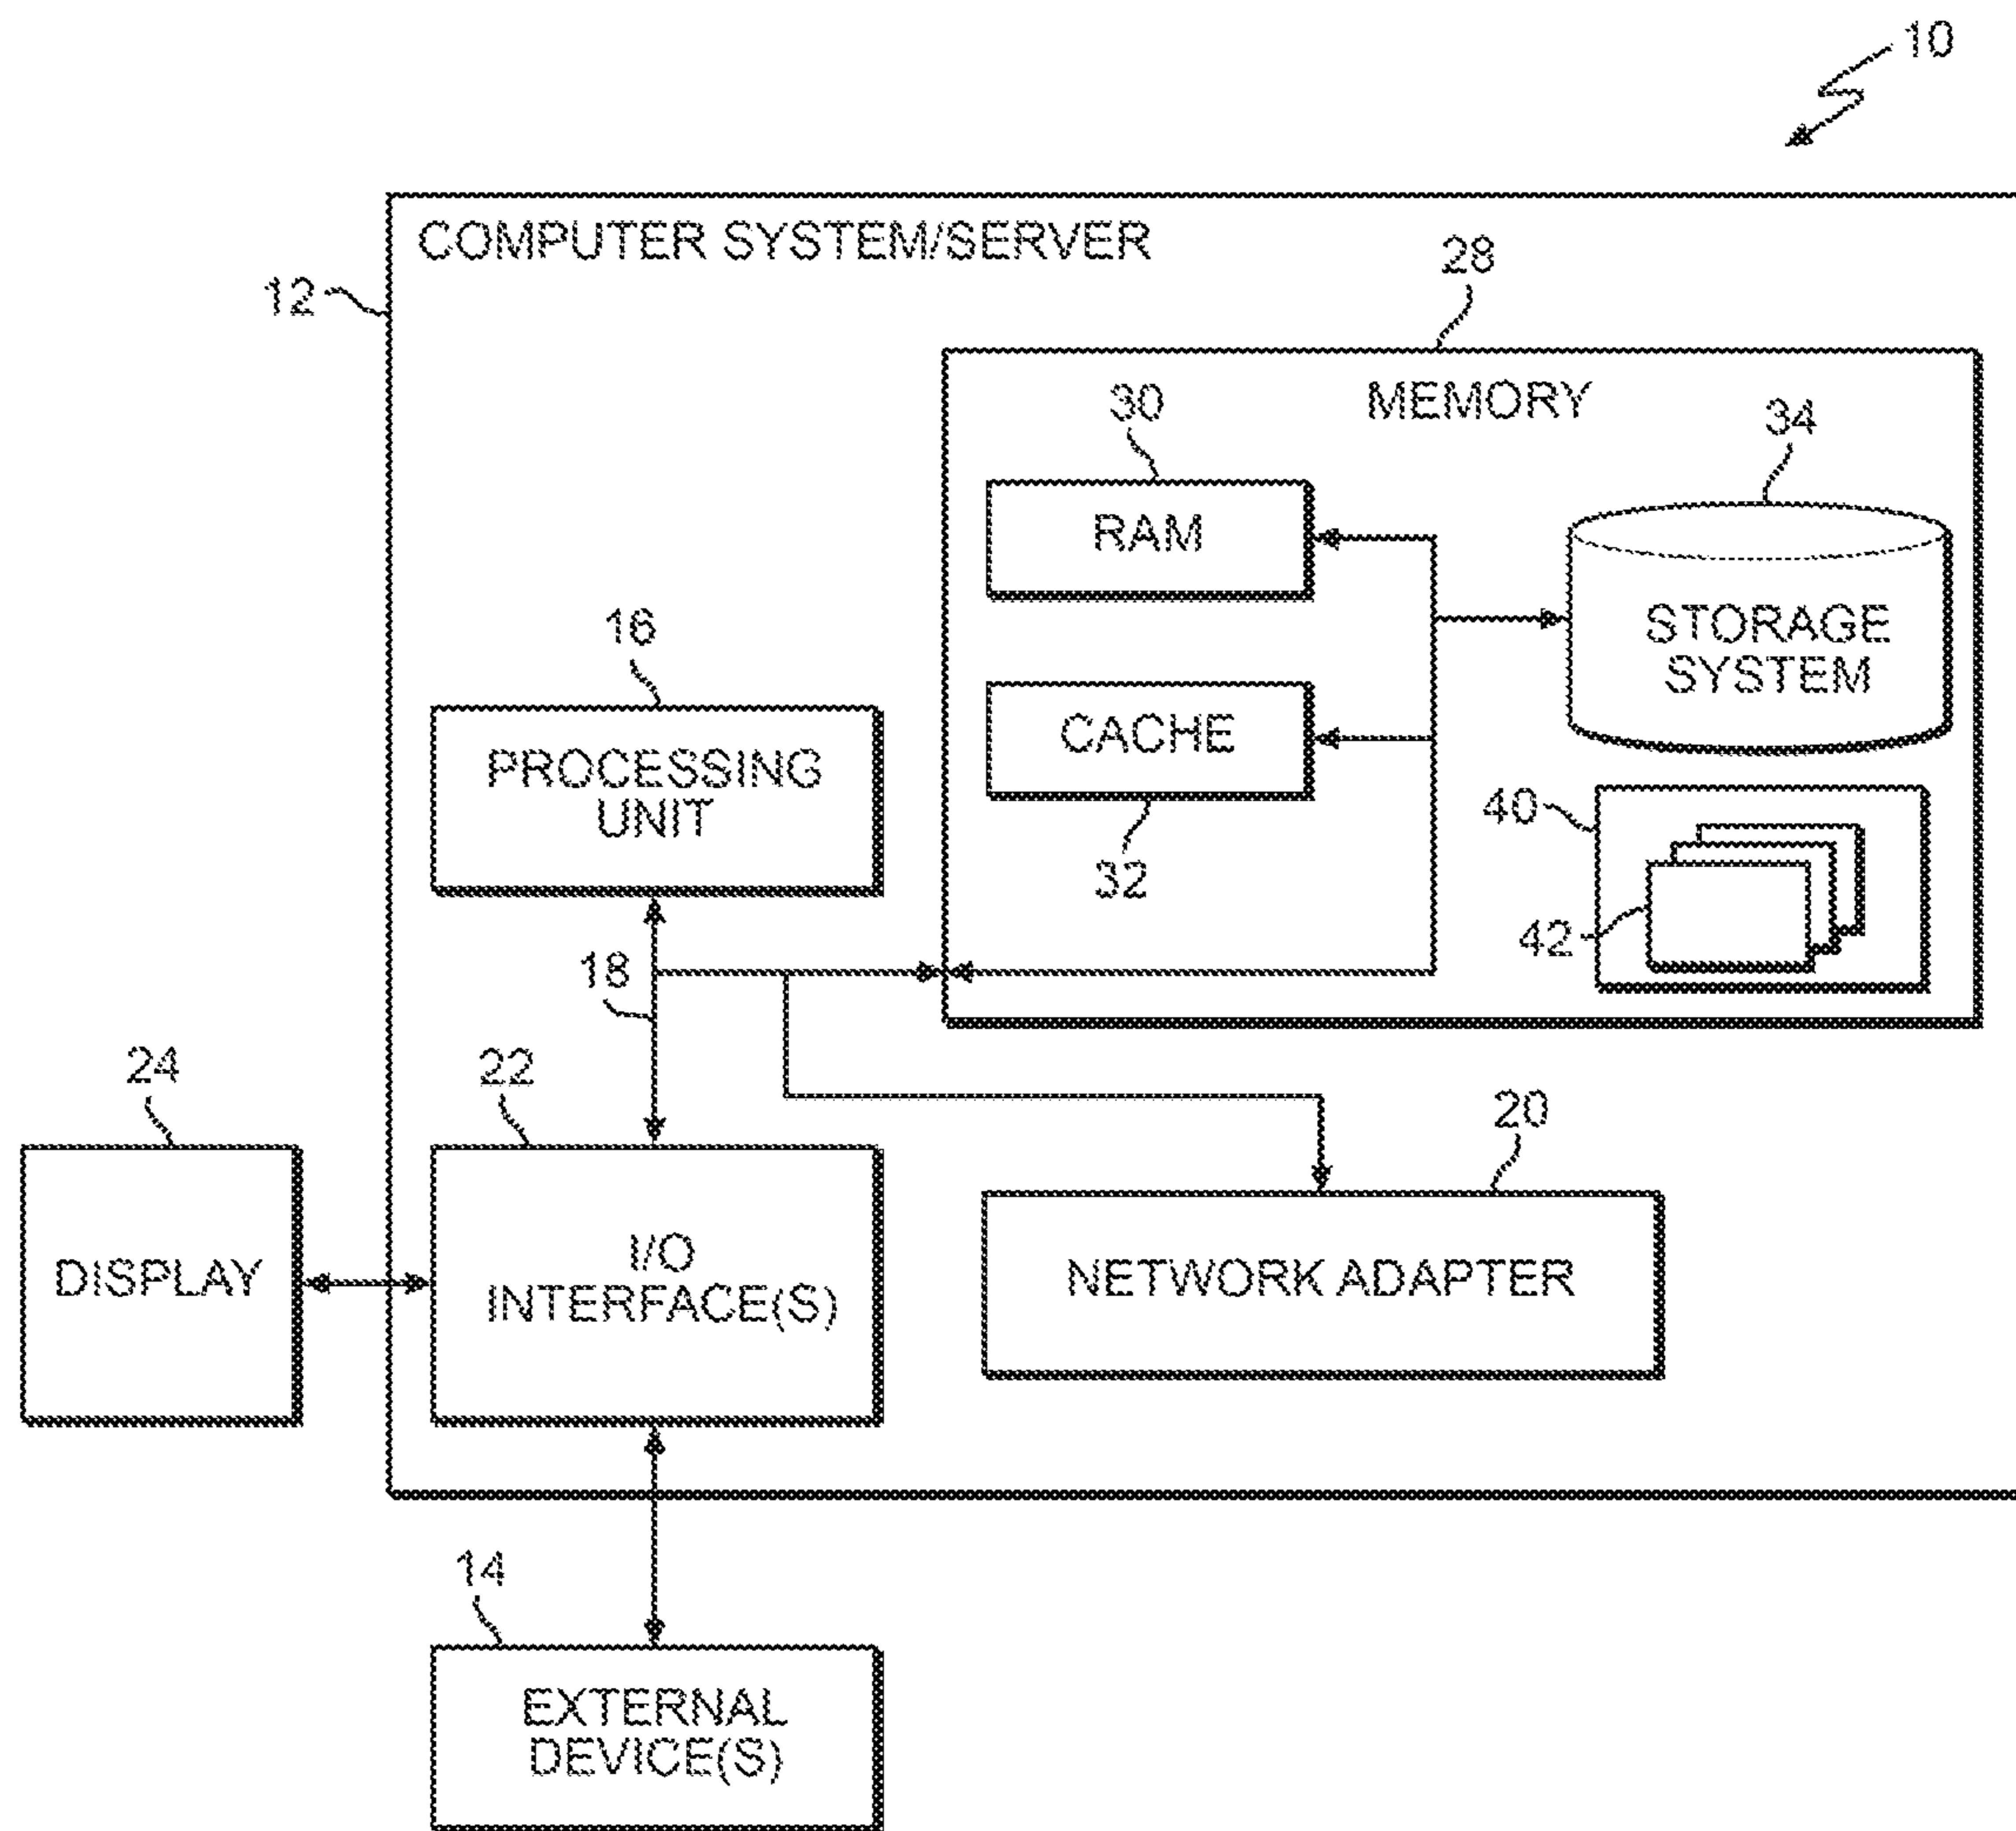 10
COMPUTER SYSTEM/SERVER
12
28
MEMORY
30
34
RAM
STORAGE
SYSTEM
16
CACHE
PROCESSING
UNIT
40
32
42
18
24
22
20
DISPLAY
I/O
INTERFACE(S)
NETWORK ADAPTER
14
EXTERNAL
DEVICE(S)